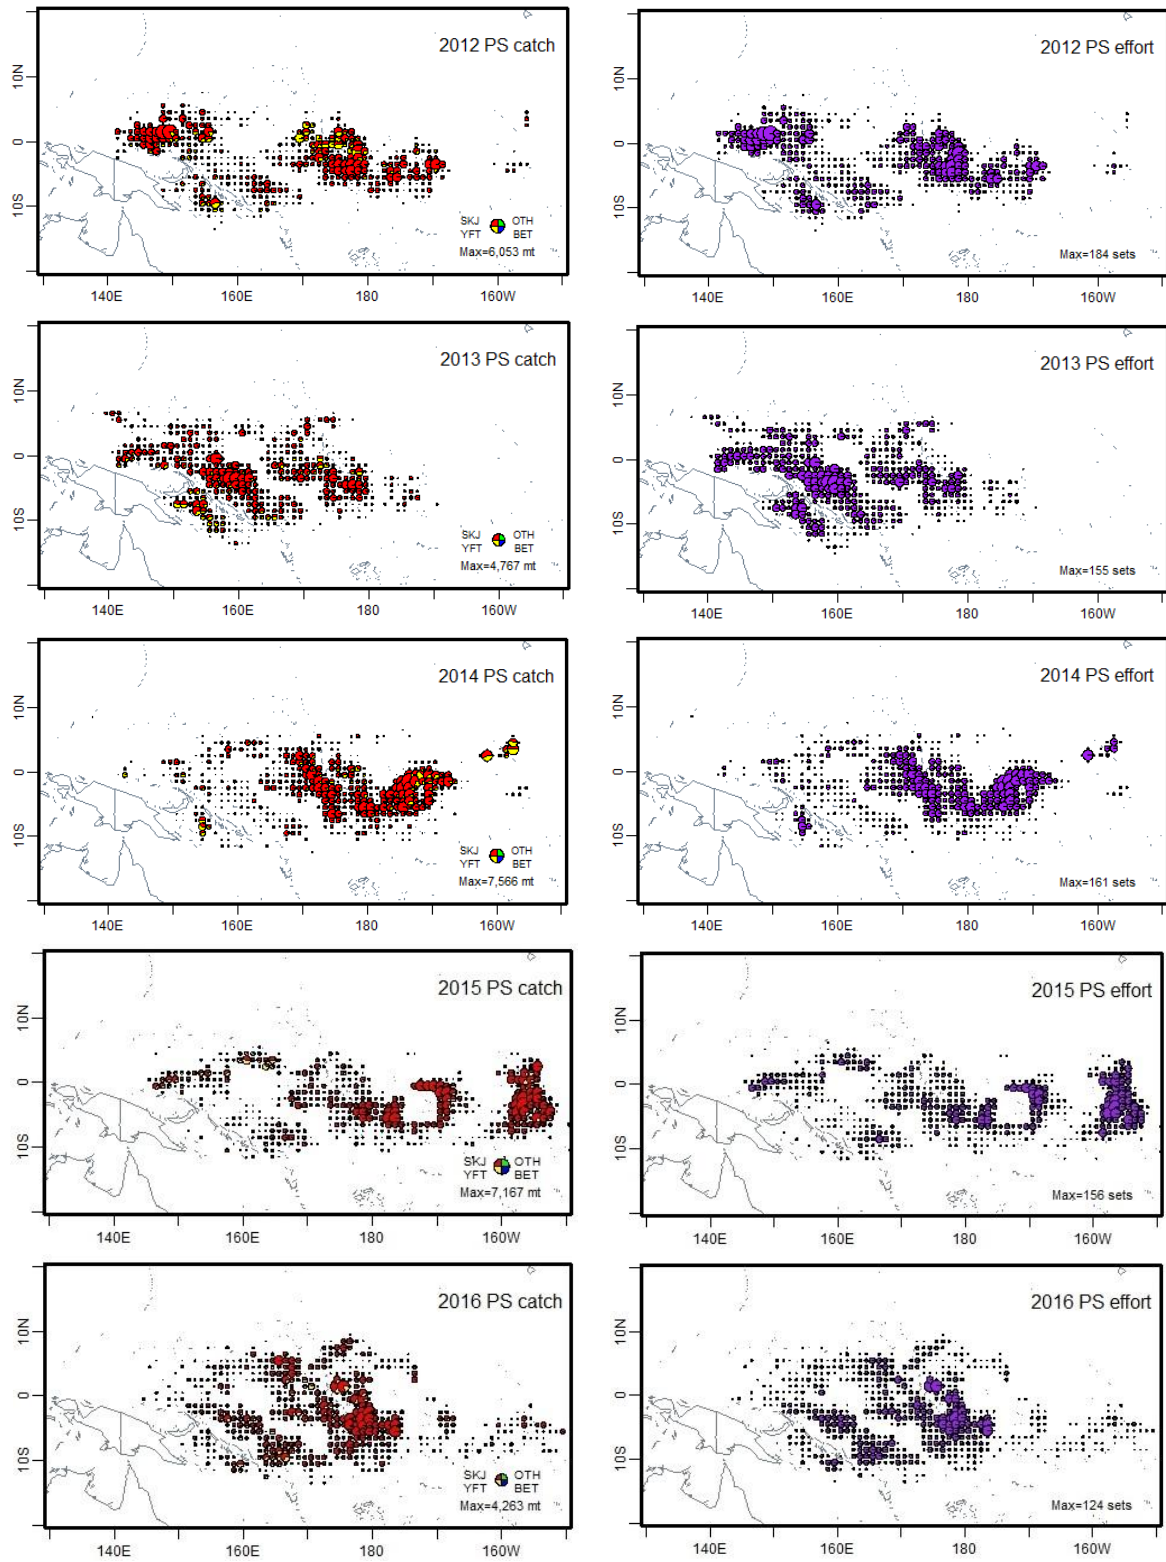 2012 PS catch
10N
0
10S
SKJ OTH
YFT BET
Max=6,053 mt
140E 160E 180 160W
2012 PS effort
10N
0
10S
Max=184 sets
140E 160E 180 160W
2013 PS catch
10N
0
10S
SKJ OTH
YFT BET
Max=4,767 mt
140E 160E 180 160W
2013 PS effort
10N
0
10S
Max=155 sets
140E 160E 180 160W
2014 PS catch
10N
0
10S
SKJ OTH
YFT BET
Max=7,566 mt
140E 160E 180 160W
2014 PS effort
10N
0
10S
Max=161 sets
140E 160E 180 160W
2015 PS catch
10N
0
10S
SKJ OTH
YFT BET
Max=7,167 mt
140E 160E 180 160W
2015 PS effort
10N
0
10S
Max=156 sets
140E 160E 180 160W
2016 PS catch
10N
0
10S
SKJ OTH
YFT BET
Max=4,263 mt
140E 160E 180 160W
2016 PS effort
10N
0
10S
Max=124 sets
140E 160E 180 160W